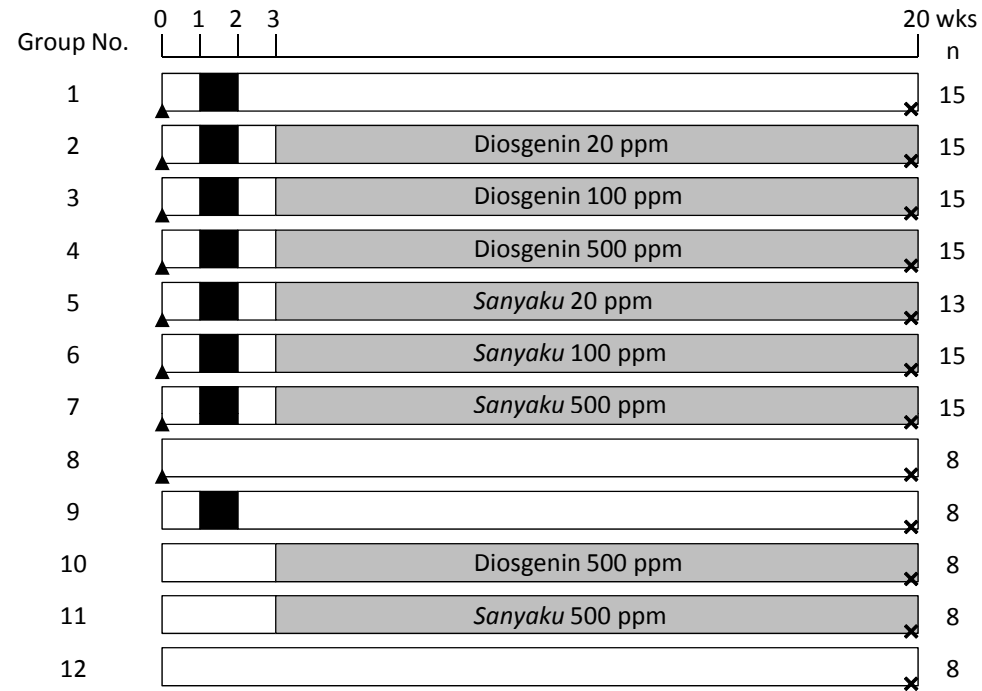 0 1 2 3 20 wks
Group No. n
1 15
2 Diosgenin 20 ppm 15
3 Diosgenin 100 ppm 15
4 Diosgenin 500 ppm 15
5 Sanyaku 20 ppm 13
6 Sanyaku 100 ppm 15
7 Sanyaku 500 ppm 15
8 8
9 8
10 Diosgenin 500 ppm 8
11 Sanyaku 500 ppm 8
12 8